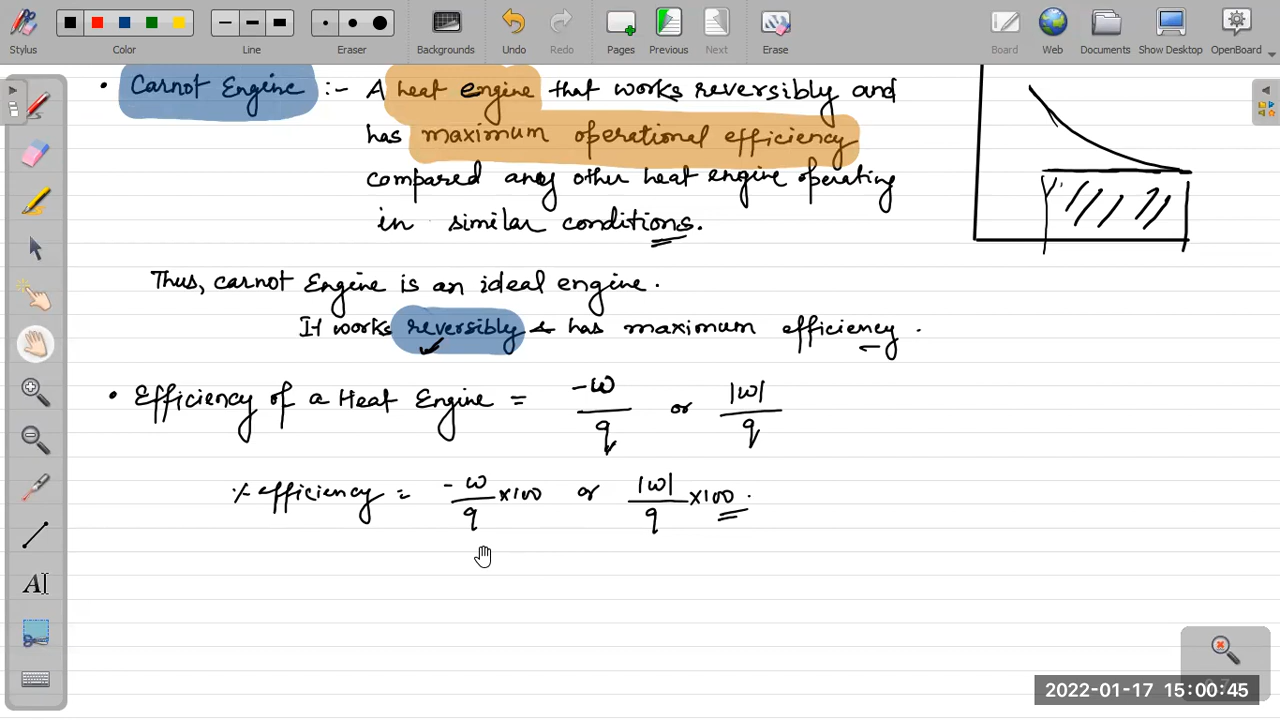 Stylus Color Line Eraser Backgrounds Undo Redo Pages Previous Next Erase Board Web Documents Show Desktop OpenBoard
• Carnot Engine :- A heat engine that works reversibly and
has maximum operational efficiency
compared any other heat engine operating
in similar conditions.
Thus, carnot Engine is an ideal engine.
It works reversibly & has maximum efficiency.
• Efficiency of a Heat Engine = -w/q or |w|/q
% efficiency = -w/q ×100 or |w|/q ×100.
2022-01-17 15:00:45